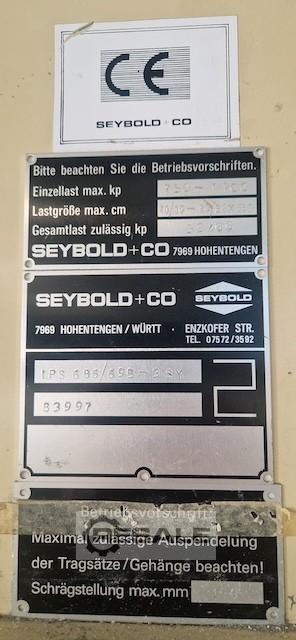 CE
SEYBOLD + CO
Bitte beachten Sie die Betriebsvorschriften.
Einzellast max. kp
Lastgröße max. cm
Gesamtlast zulässig kp
SEYBOLD+CO 7969 HOHENTENGEN
SEYBOLD+CO SEYBOLD
7969 HOHENTENGEN/WÜRTT · ENZKOFER STR.
TEL. 07572/3592
83997
Betriebsvorschrift:
Maximal zulässige Auspendelung
der Tragsätze/Gehänge beachten!
Schrägstellung max. mm